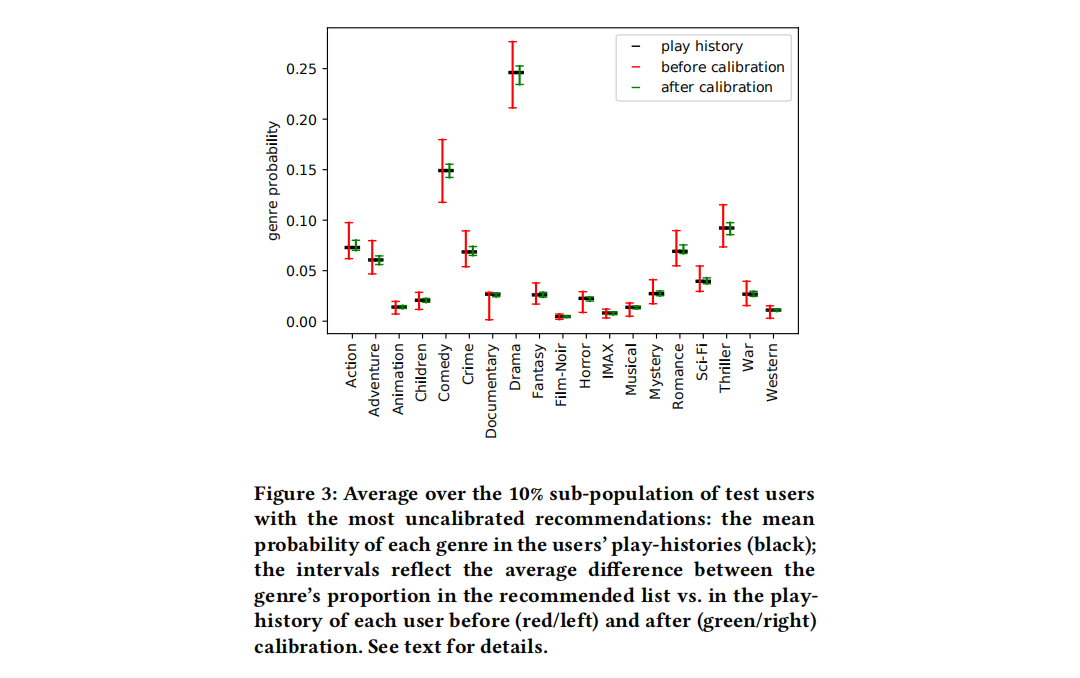 play history
before calibration
after calibration
0.25
0.20
0.15
0.10
0.05
0.00
genre probability
Action
Adventure
Animation
Children
Comedy
Crime
Documentary
Drama
Fantasy
Film-Noir
Horror
IMAX
Musical
Mystery
Romance
Sci-Fi
Thriller
War
Western
Figure 3: Average over the 10% sub-population of test users
with the most uncalibrated recommendations: the mean
probability of each genre in the users’ play-histories (black);
the intervals reflect the average difference between the
genre’s proportion in the recommended list vs. in the play-
history of each user before (red/left) and after (green/right)
calibration. See text for details.